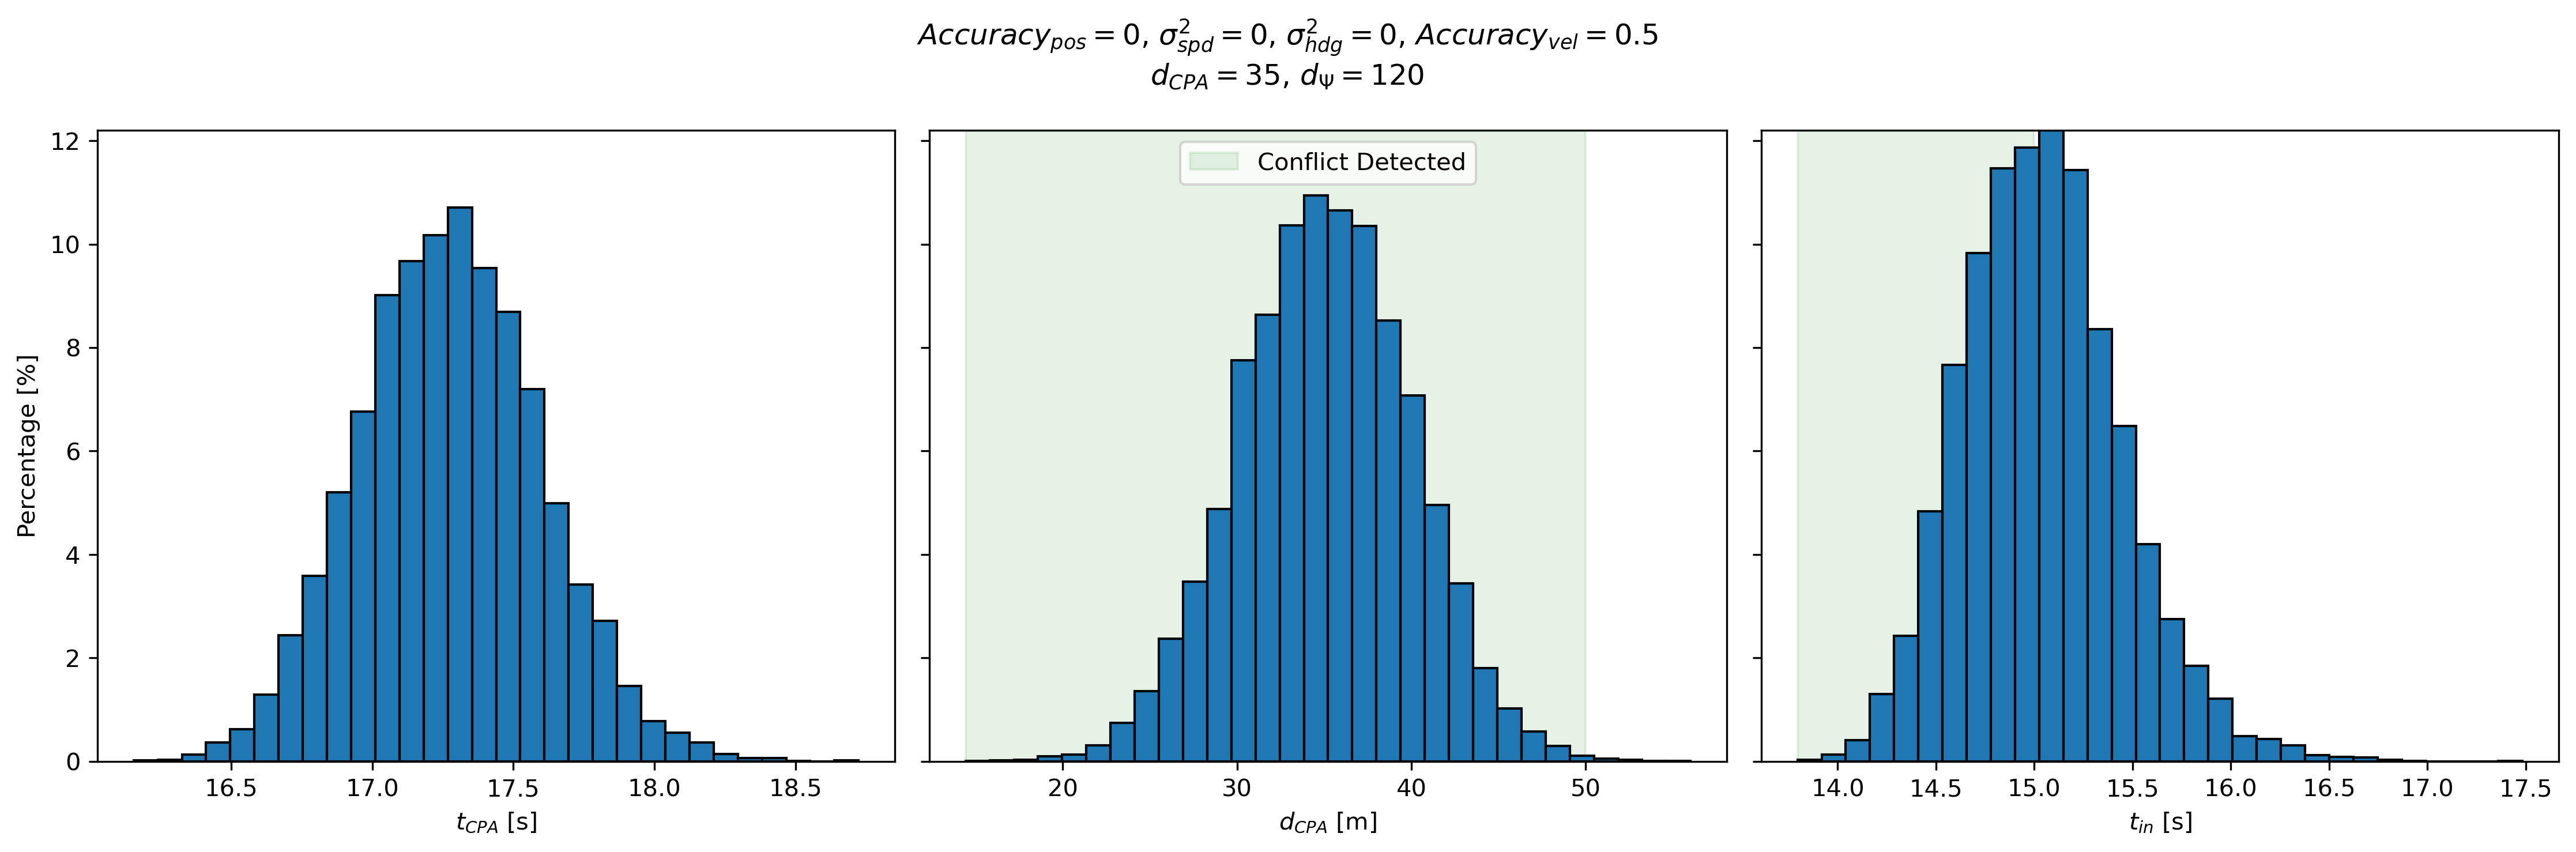 Accuracy_pos = 0, σ²_spd = 0, σ²_hdg = 0, Accuracy_vel = 0.5
d_CPA = 35, d_Ψ = 120
Percentage [%]
12
10
8
6
4
2
0
16.5 17.0 17.5 18.0 18.5
t_CPA [s]
Conflict Detected
20 30 40 50
d_CPA [m]
14.0 14.5 15.0 15.5 16.0 16.5 17.0 17.5
t_in [s]